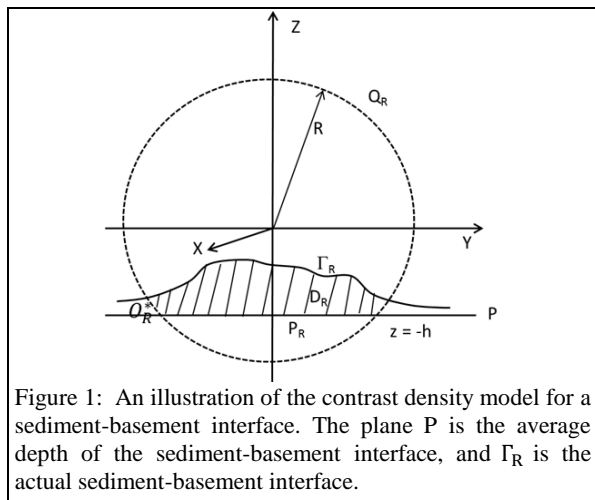 Z
Q_R
R
X
Y
Γ_R
D_R
O_R^*
P_R
P
z = -h
Figure 1: An illustration of the contrast density model for a
sediment-basement interface. The plane P is the average
depth of the sediment-basement interface, and Γ_R is the
actual sediment-basement interface.